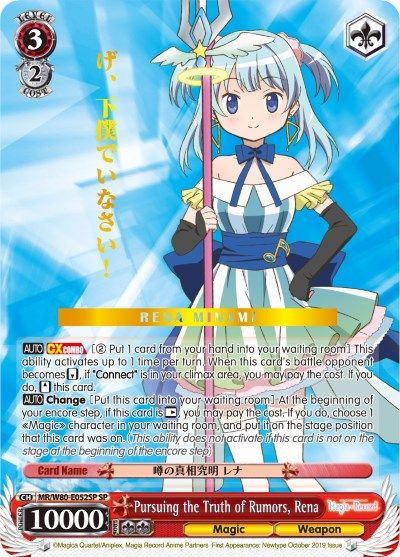 LEVEL
3
2
COST
げ、下僕でいなさい！
RENA MINAMI
AUTO CXCOMBO [② Put 1 card from your hand into your waiting room] This
ability activates up to 1 time per turn. When this card's battle opponent
becomes, if "Connect" is in your climax area, you may pay the cost. If you
do, this card.
AUTO Change [Put this card into your waiting room] At the beginning of
your encore step, if this card is, you may pay the cost. If you do, choose 1
«Magic» character in your waiting room, and put it on the stage position
that this card was on. (This ability does not activate if this card is not on the
stage at the beginning of the encore step)
Card Name 噂の真相究明 レナ
CH MR/W80-E052SP SP
10000
POWER
Pursuing the Truth of Rumors, Rena
Magia Record
Magic Weapon
©Magica Quartet/Aniplex, Magia Record Anime Partners First Appearance: Newtype October 2019 Issue